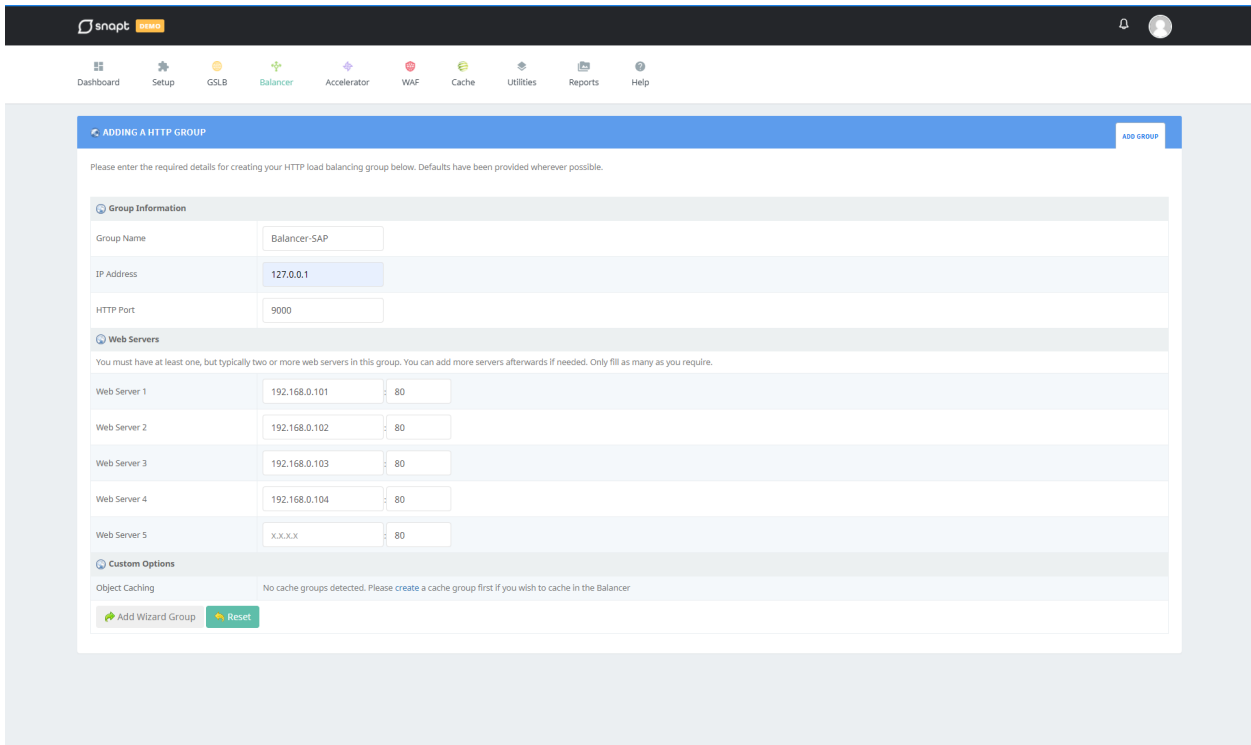 snapt DEMO
Dashboard Setup GSLB Balancer Accelerator WAF Cache Utilities Reports Help
ADDING A HTTP GROUP ADD GROUP
Please enter the required details for creating your HTTP load balancing group below. Defaults have been provided wherever possible.
Group Information
Group Name Balancer-SAP
IP Address 127.0.0.1
HTTP Port 9000
Web Servers
You must have at least one, but typically two or more web servers in this group. You can add more servers afterwards if needed. Only fill as many as you require.
Web Server 1 192.168.0.101 : 80
Web Server 2 192.168.0.102 : 80
Web Server 3 192.168.0.103 : 80
Web Server 4 192.168.0.104 : 80
Web Server 5 x.x.x.x : 80
Custom Options
Object Caching No cache groups detected. Please create a cache group first if you wish to cache in the Balancer
Add Wizard Group Reset